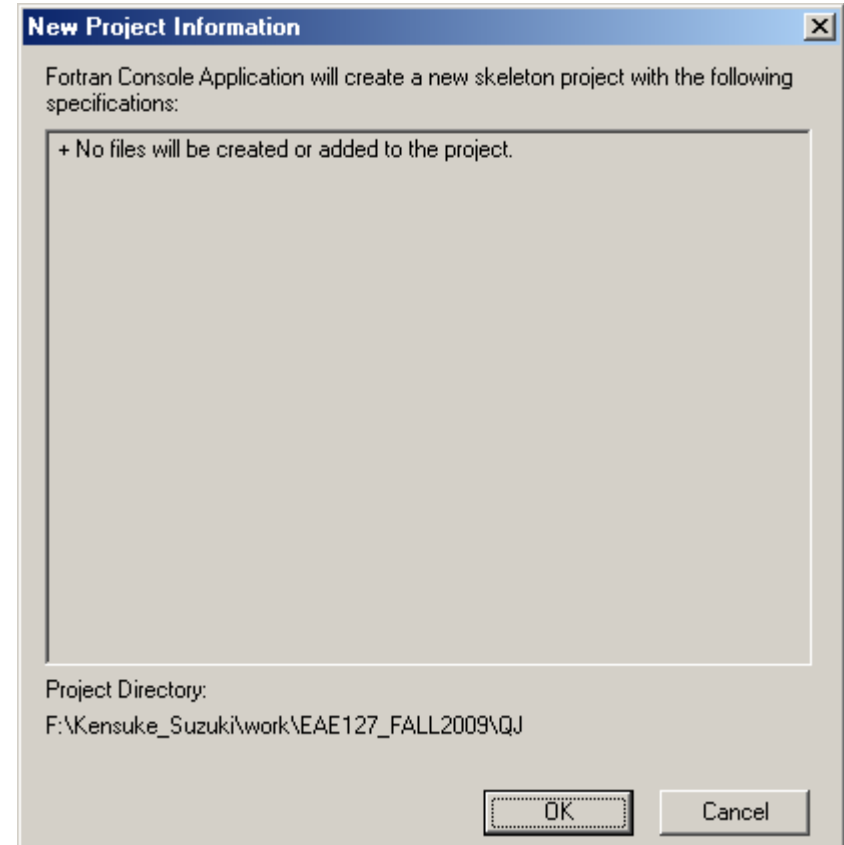 New Project Information
Fortran Console Application will create a new skeleton project with the following
specifications:
+ No files will be created or added to the project.
Project Directory:
F:\Kensuke_Suzuki\work\EAE127_FALL2009\QJ
OK Cancel